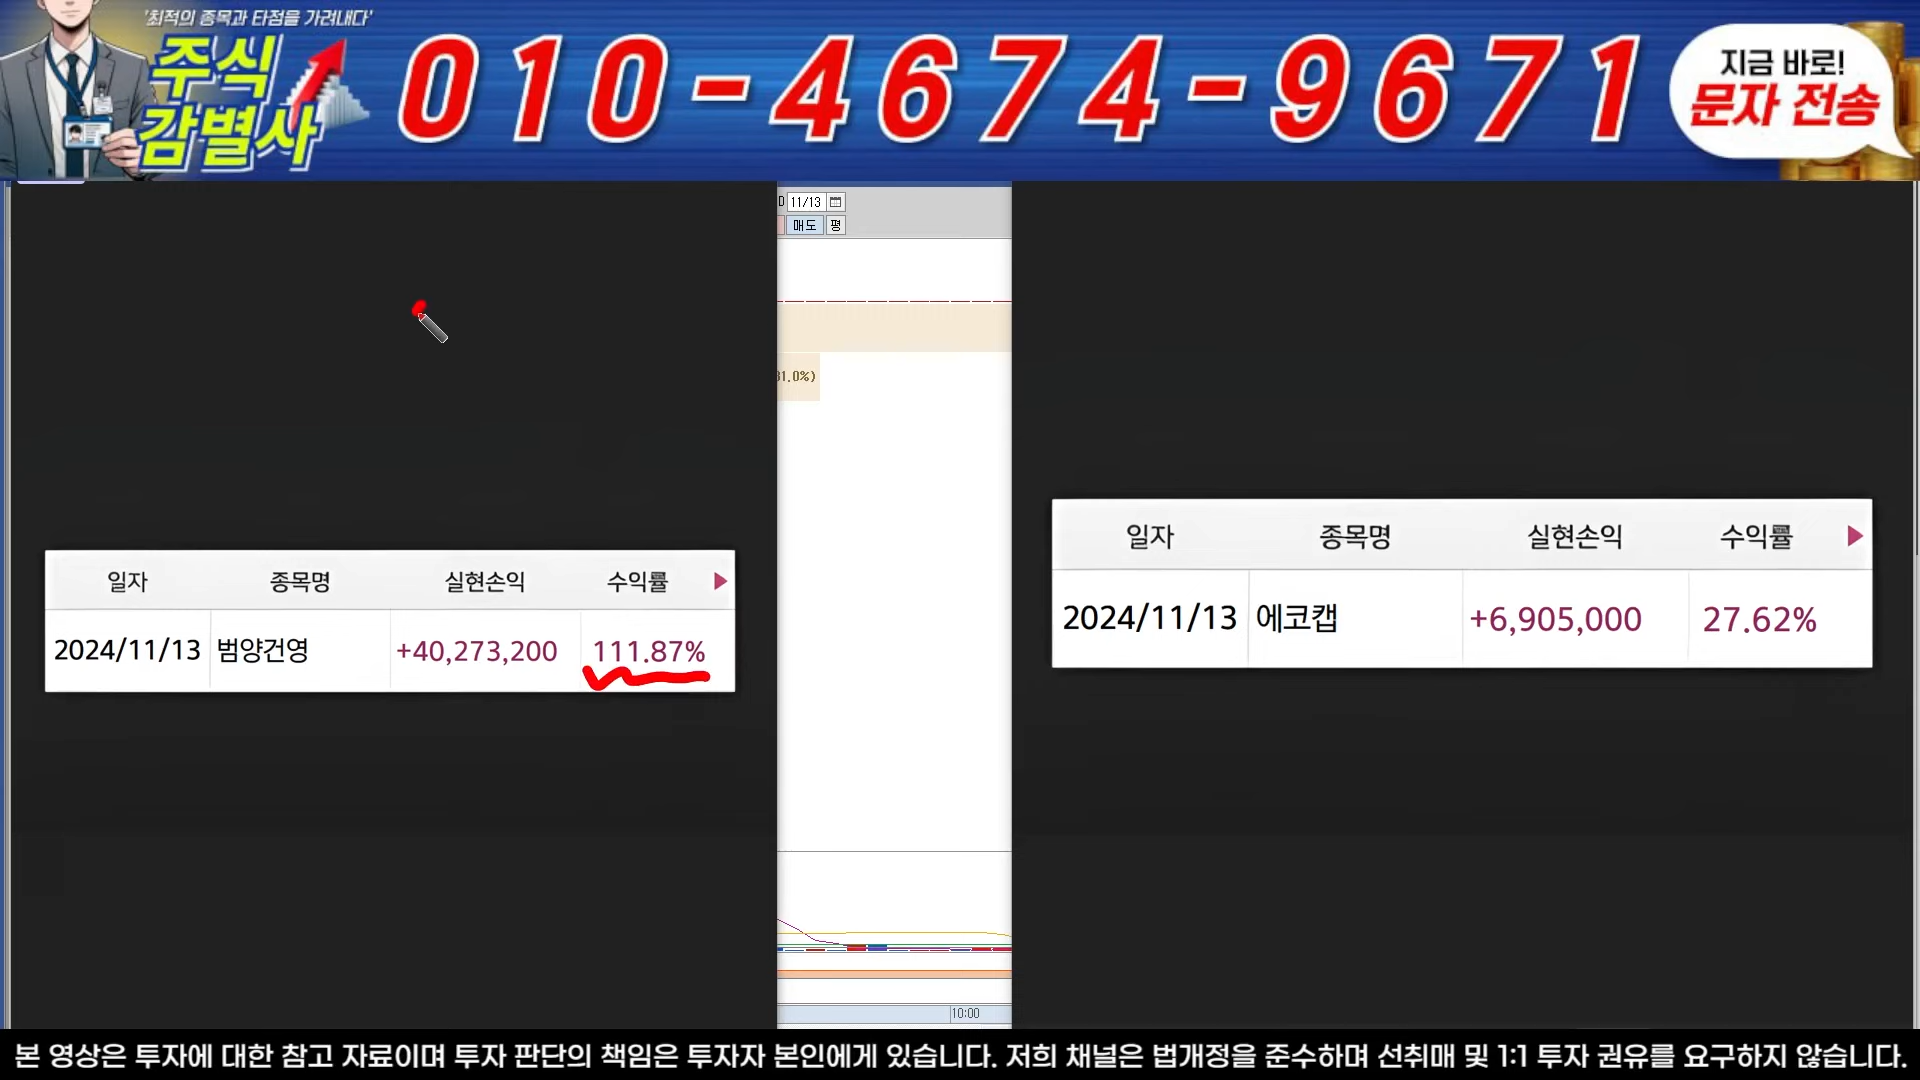 '최적의 종목과 타점을 가려내다'
주식
감별사
010-4674-9671
지금 바로!
문자 전송
11/13
매도 평
31.0%)
일자 종목명 실현손익 수익률
2024/11/13 범양건영 +40,273,200 111.87%
일자 종목명 실현손익 수익률
2024/11/13 에코캡 +6,905,000 27.62%
10:00
본 영상은 투자에 대한 참고 자료이며 투자 판단의 책임은 투자자 본인에게 있습니다. 저희 채널은 법개정을 준수하며 선취매 및 1:1 투자 권유를 요구하지 않습니다.